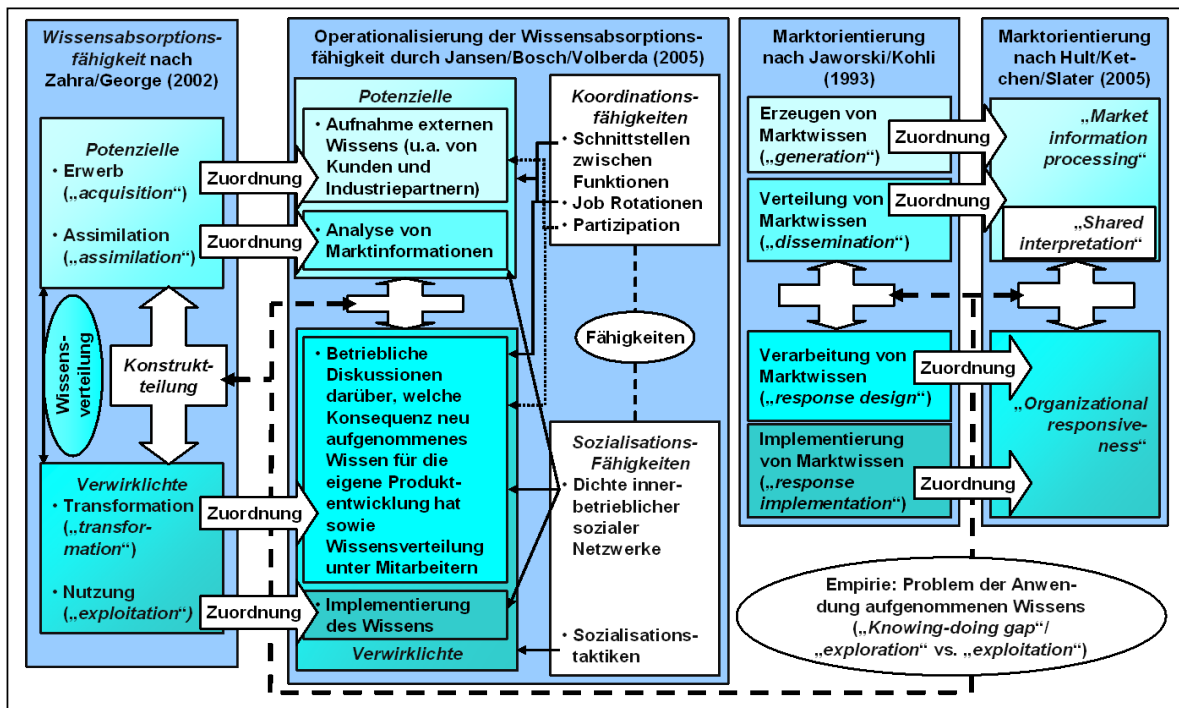 Wissensabsorptions-
fähigkeit nach
Zahra/George (2002)
Potenzielle
• Erwerb
(„acquisition“)
• Assimilation
(„assimilation“)
Zuordnung
Zuordnung
Wissens-
verteilung
Konstrukt-
teilung
Verwirklichte
• Transformation
(„transfor-
mation“)
• Nutzung
(„exploitation“)
Zuordnung
Zuordnung
Operationalisierung der Wissensabsorptions-
fähigkeit durch Jansen/Bosch/Volberda (2005)
Potenzielle
• Aufnahme externen
Wissens (u.a. von
Kunden und
Industriepartnern)
• Analyse von
Marktinformationen
• Betriebliche
Diskussionen
darüber, welche
Konsequenz neu
aufgenommenes
Wissen für die
eigene Produkt-
entwicklung hat
sowie
Wissensverteilung
unter Mitarbeitern
• Implementierung
des Wissens
Verwirklichte
Koordinations-
fähigkeiten
• Schnittstellen
zwischen
Funktionen
• Job Rotationen
• Partizipation
Fähigkeiten
Sozialisations-
Fähigkeiten
• Dichte inner-
betrieblicher
sozialer
Netzwerke
• Sozialisations-
taktiken
Marktorientierung
nach Jaworski/Kohli
(1993)
Erzeugen von
Marktwissen
(„generation“)
Zuordnung
Verteilung von
Marktwissen
(„dissemination“)
Zuordnung
Verarbeitung von
Marktwissen
(„response design“)
Zuordnung
Implementierung
von Marktwissen
(„response
implementation“)
Zuordnung
Marktorientierung
nach Hult/Ket-
chen/Slater (2005)
„Market
information
processing“
„Shared
interpretation“
„Organizational
responsive-
ness“
Empirie: Problem der Anwen-
dung aufgenommenen Wissens
(„Knowing-doing gap“/
„exploration“ vs. „exploitation“)